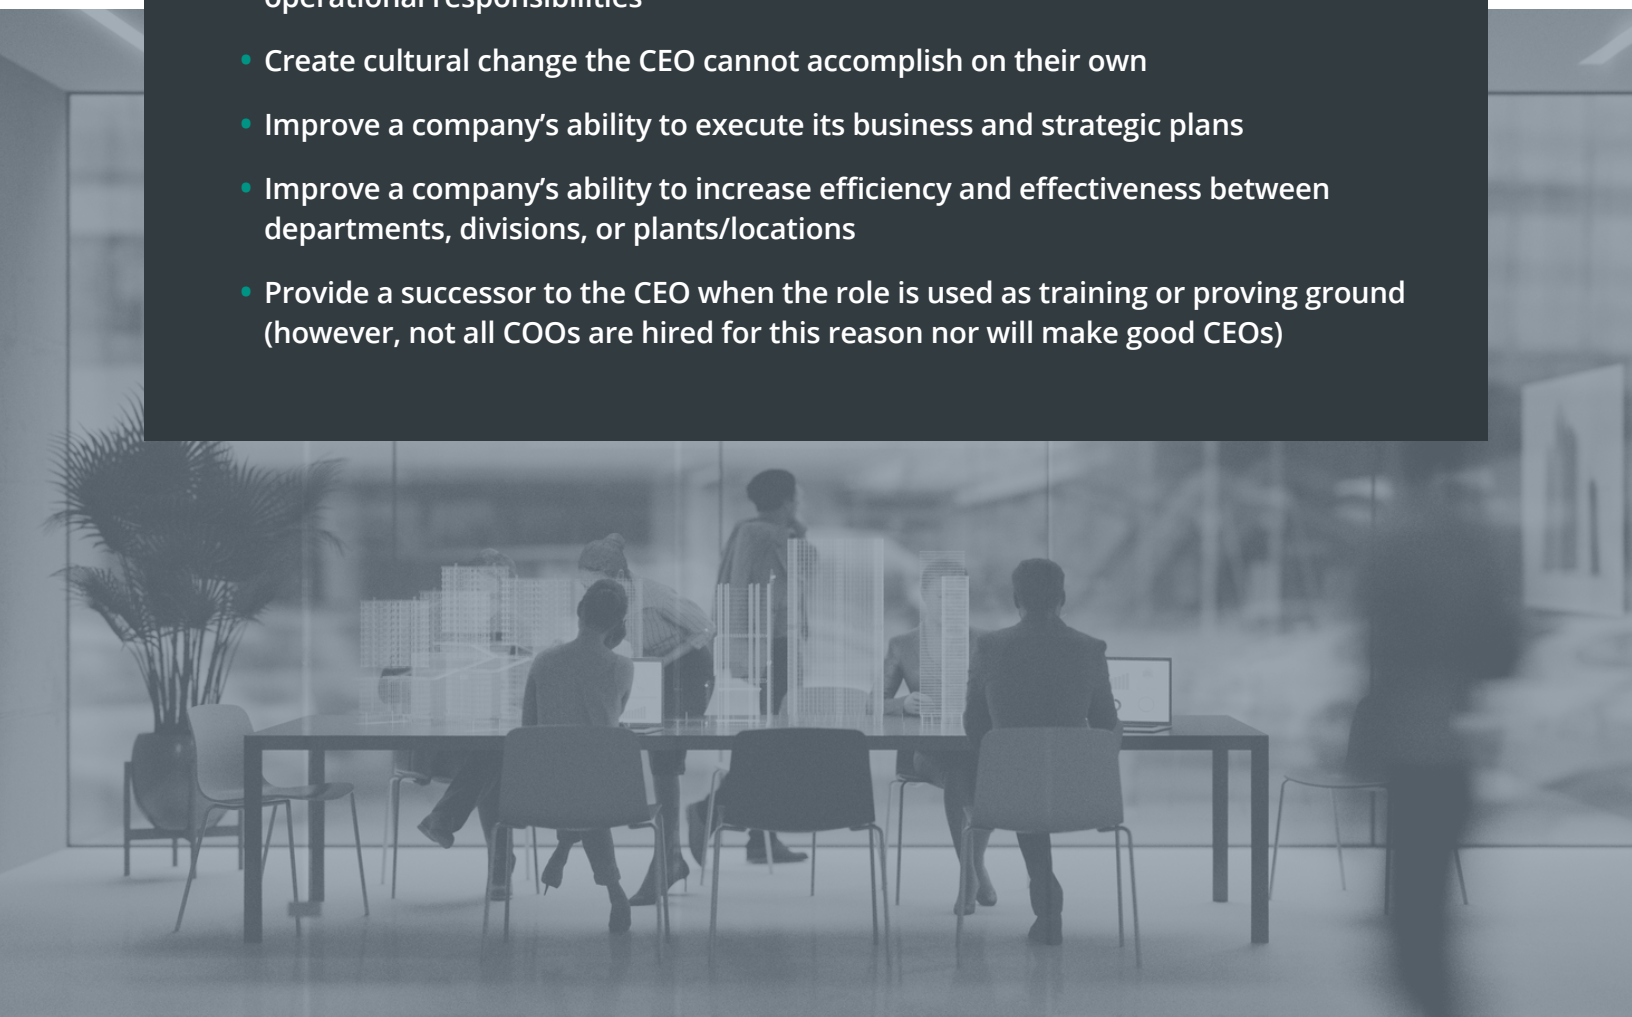 operational responsibilities
• Create cultural change the CEO cannot accomplish on their own
• Improve a company’s ability to execute its business and strategic plans
• Improve a company’s ability to increase efficiency and effectiveness between
departments, divisions, or plants/locations
• Provide a successor to the CEO when the role is used as training or proving ground
(however, not all COOs are hired for this reason nor will make good CEOs)